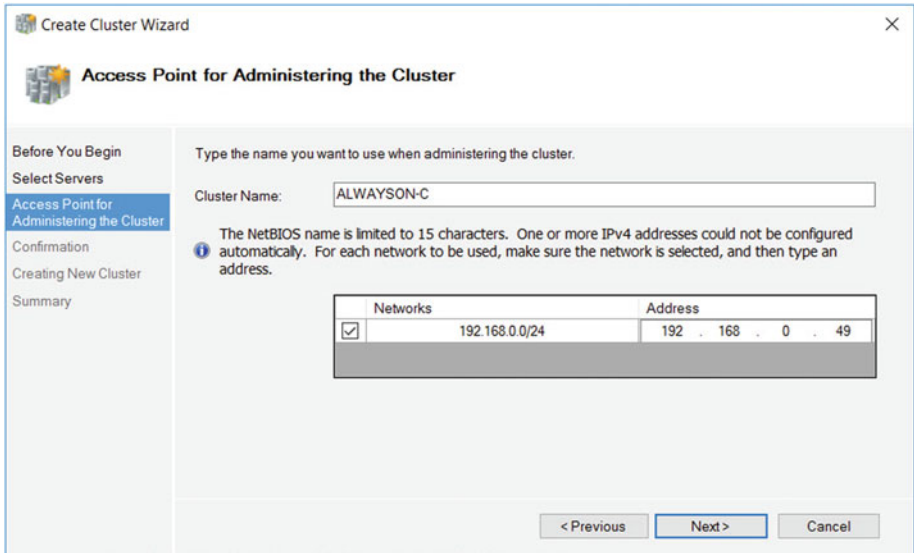 Create Cluster Wizard
Access Point for Administering the Cluster
Before You Begin
Select Servers
Access Point for
Administering the Cluster
Confirmation
Creating New Cluster
Summary
Type the name you want to use when administering the cluster.
Cluster Name: ALWAYSON-C
The NetBIOS name is limited to 15 characters. One or more IPv4 addresses could not be configured
automatically. For each network to be used, make sure the network is selected, and then type an
address.
Networks Address
192.168.0.0/24 192 . 168 . 0 . 49
< Previous Next > Cancel